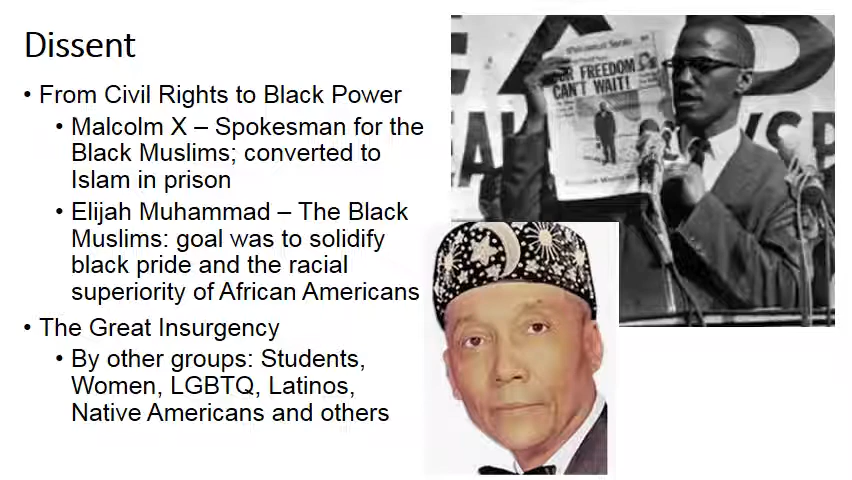 Dissent
• From Civil Rights to Black Power
• Malcolm X – Spokesman for the
Black Muslims; converted to
Islam in prison
• Elijah Muhammad – The Black
Muslims: goal was to solidify
black pride and the racial
superiority of African Americans
• The Great Insurgency
• By other groups: Students,
Women, LGBTQ, Latinos,
Native Americans and others
OUR FREEDOM
CAN'T WAIT!